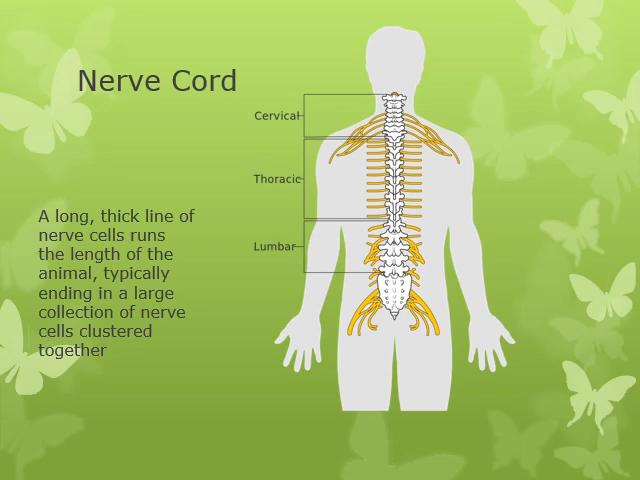 Nerve Cord
Cervical
Thoracic
Lumbar
A long, thick line of
nerve cells runs
the length of the
animal, typically
ending in a large
collection of nerve
cells clustered
together